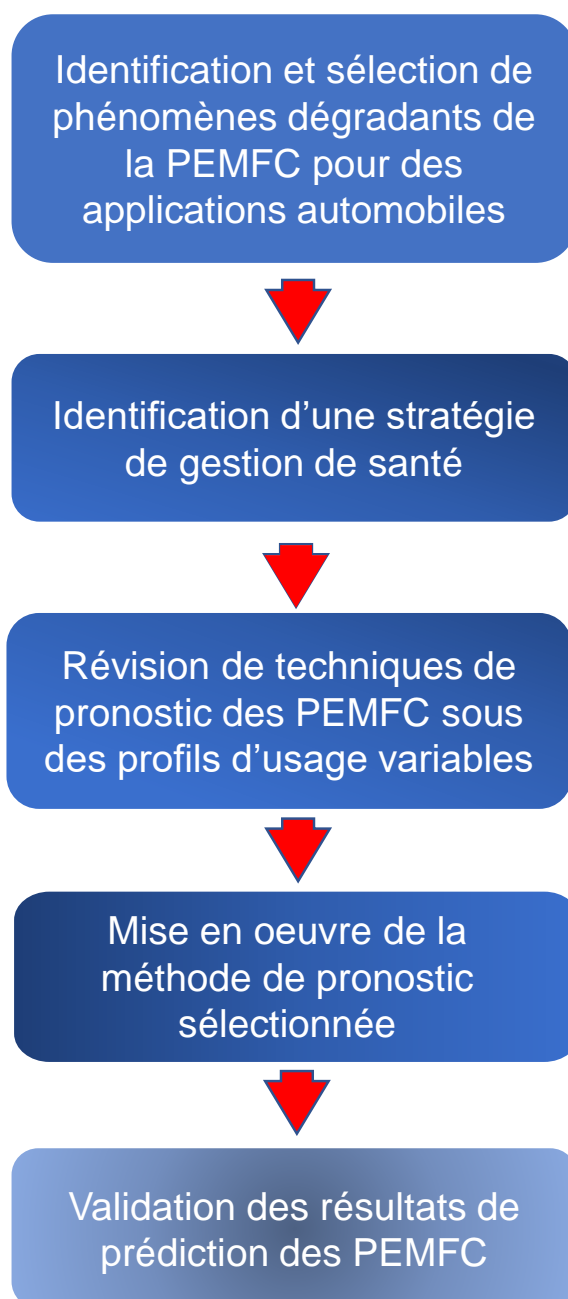 Identification et sélection de
phénomènes dégradants de
la PEMFC pour des
applications automobiles
Identification d’une stratégie
de gestion de santé
Révision de techniques de
pronostic des PEMFC sous
des profils d’usage variables
Mise en oeuvre de la
méthode de pronostic
sélectionnée
Validation des résultats de
prédiction des PEMFC